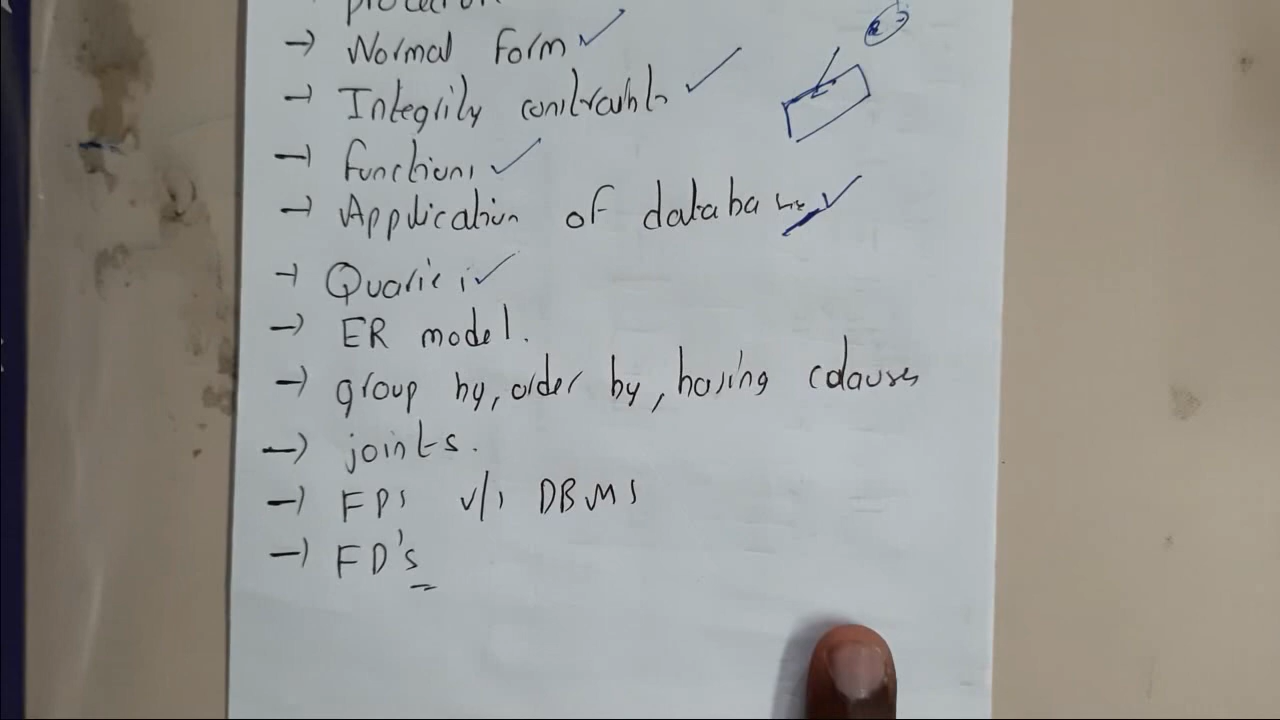 → Normal form ✓
→ Integrity constraints ✓
→ functions ✓
→ Application of database ✓
→ Queries ✓
→ ER model.
→ group by, order by, having clauses
→ joints.
→ FPS v/s DBMS
→ FD's